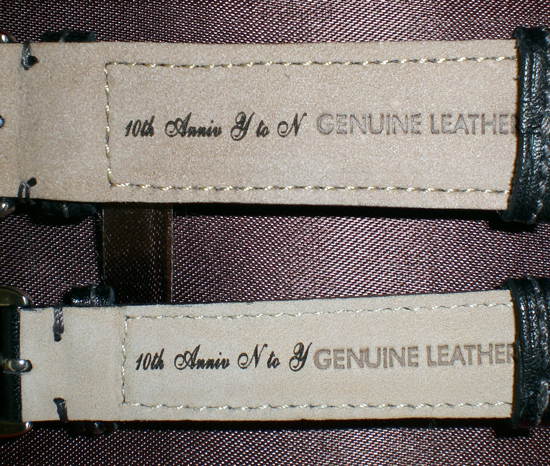 10th Anniv Y to N GENUINE LEATHER
10th Anniv N to Y GENUINE LEATHER